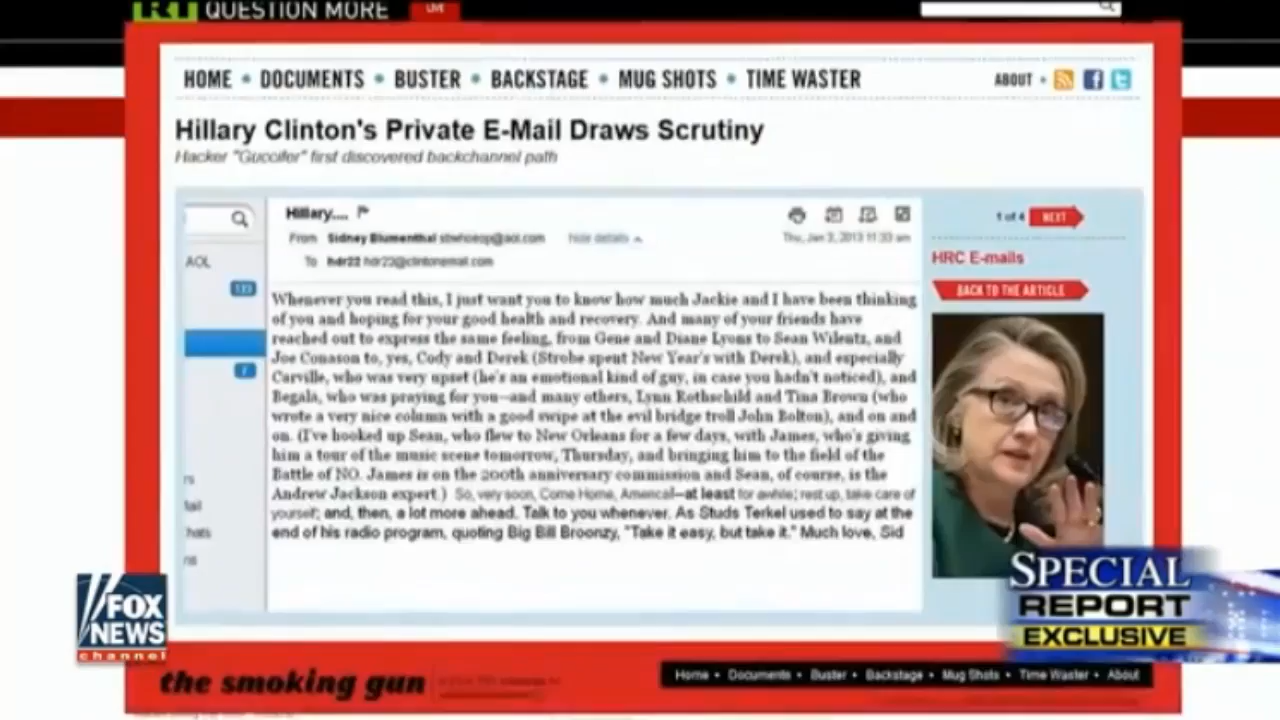 RT QUESTION MORE LIVE
HOME • DOCUMENTS • BUSTER • BACKSTAGE • MUG SHOTS • TIME WASTER
ABOUT •
Hillary Clinton's Private E-Mail Draws Scrutiny
Hacker "Guccifer" first discovered backchannel path
Hillary....
From Sidney Blumenthal sbwhoeop@aol.com hide details
Thu, Jan 3, 2013 11:33 am
To hdr22 hdr22@clintonemail.com
AOL
133
7
rs
hats
ns
Whenever you read this, I just want you to know how much Jackie and I have been thinking
of you and hoping for your good health and recovery. And many of your friends have
reached out to express the same feeling, from Gene and Diane Lyons to Sean Wilentz, and
Joe Conason to, yes, Cody and Derek (Strobe spent New Year's with Derek), and especially
Carville, who was very upset (he's an emotional kind of guy, in case you hadn't noticed), and
Begala, who was praying for you—and many others, Lynn Rothschild and Tina Brown (who
wrote a very nice column with a good swipe at the evil bridge troll John Bolton), and on and
on. (I've hooked up Sean, who flew to New Orleans for a few days, with James, who's giving
him a tour of the music scene tomorrow, Thursday, and bringing him to the field of the
Battle of NO. James is on the 200th anniversary commission and Sean, of course, is the
Andrew Jackson expert.) So, very soon, Come Home, America!—at least for awhile; rest up, take care of
yourself; and, then, a lot more ahead. Talk to you whenever. As Studs Terkel used to say at the
end of his radio program, quoting Big Bill Broonzy, "Take it easy, but take it." Much love, Sid
1 of 4 NEXT
HRC E-mails
BACK TO THE ARTICLE
FOX
NEWS
channel
SPECIAL
REPORT
EXCLUSIVE
the smoking gun
Home • Documents • Buster • Backstage • Mug Shots • Time Waster • About